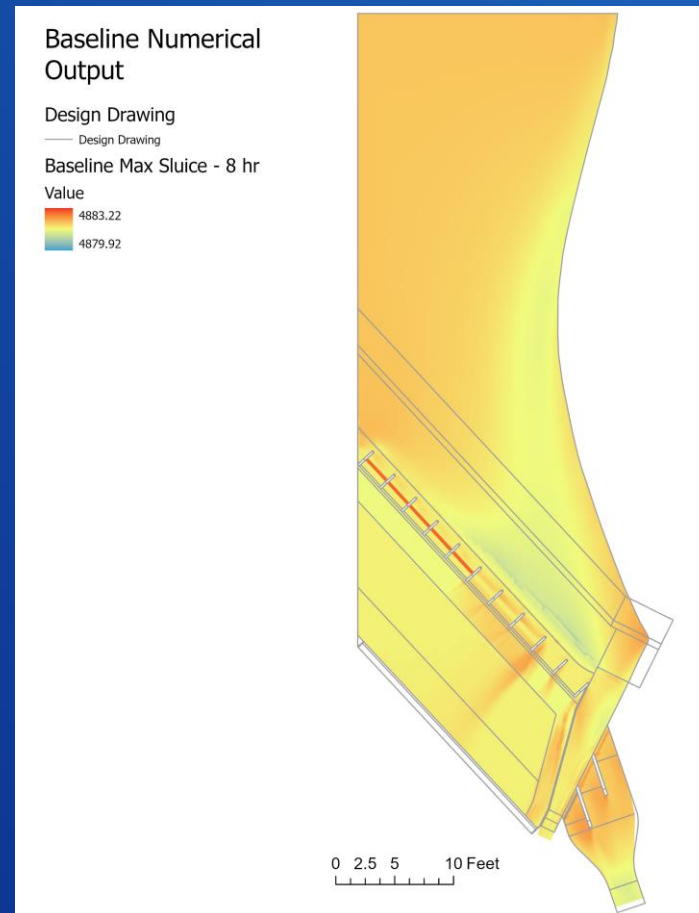 Baseline Numerical
Output
Design Drawing
Design Drawing
Baseline Max Sluice - 8 hr
Value
4883.22
4879.92
0 2.5 5 10 Feet